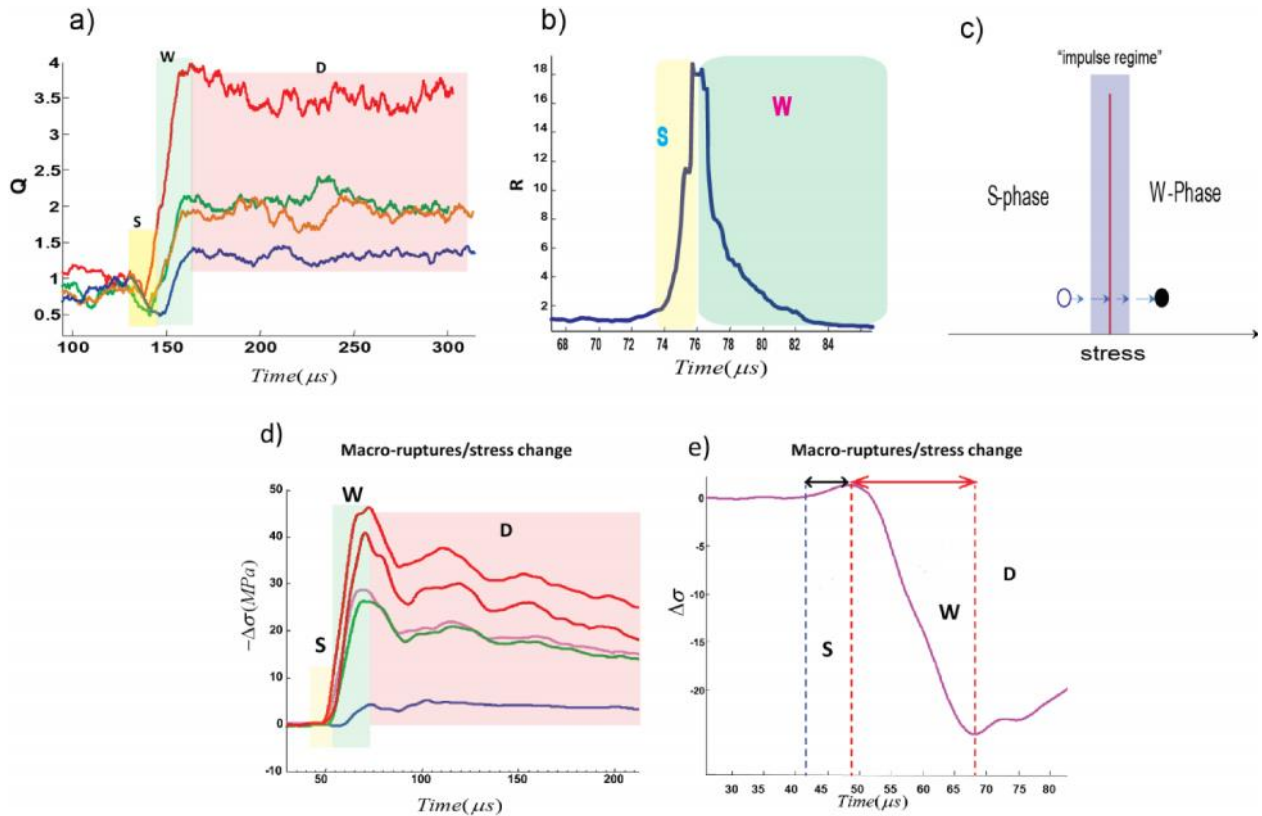 a)
W
D
S
Q
4
3.5
3
2.5
2
1.5
1
0.5
100 150 200 250 300
Time(μs)
b)
S
W
R
18
16
14
12
10
8
6
4
2
68 70 72 74 76 78 80 82 84
Time(μs)
c)
"impulse regime"
S-phase
W-Phase
stress
d)
Macro-ruptures/stress change
W
D
S
−Δσ(MPa)
50
40
30
20
10
0
-10
50 100 150 200
Time(μs)
e)
Macro-ruptures/stress change
D
W
S
Δσ
0
-5
-10
-20
30 35 40 45 50 55 60 65 70 75 80
Time(μs)